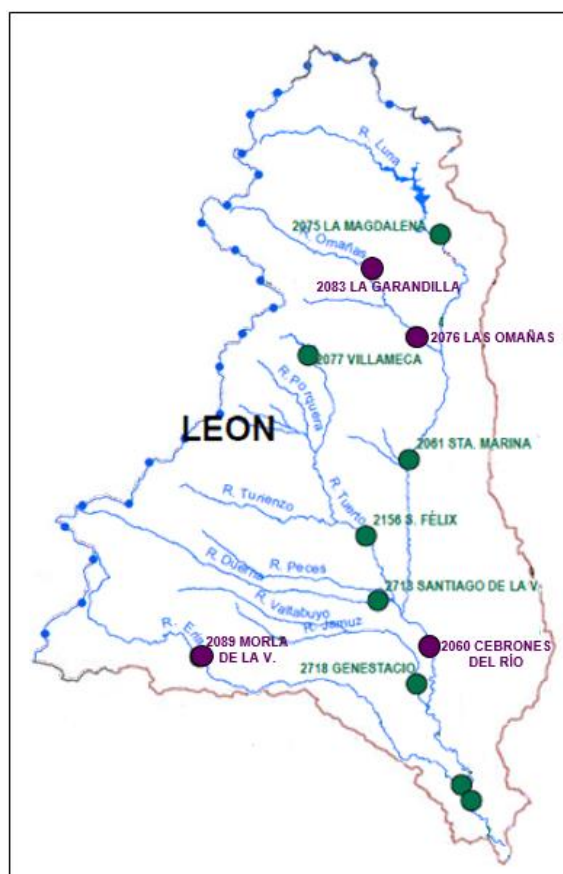 R. Luna
2075 LA MAGDALENA
R. Omañas
2083 LA GARANDILLA
2076 LAS OMAÑAS
2077 VILLAMECA
R. Porquera
LEON
2061 STA. MARINA
R. Turienzo
R. Tuerto
2156 S. FÉLIX
R. Peces
R. Duerna
2713 SANTIAGO DE LA V.
R. Valtabuyo
R. Jamuz
R. Eria
2089 MORLA
DE LA V.
2060 CEBRONES
DEL RÍO
2718 GENESTACIO